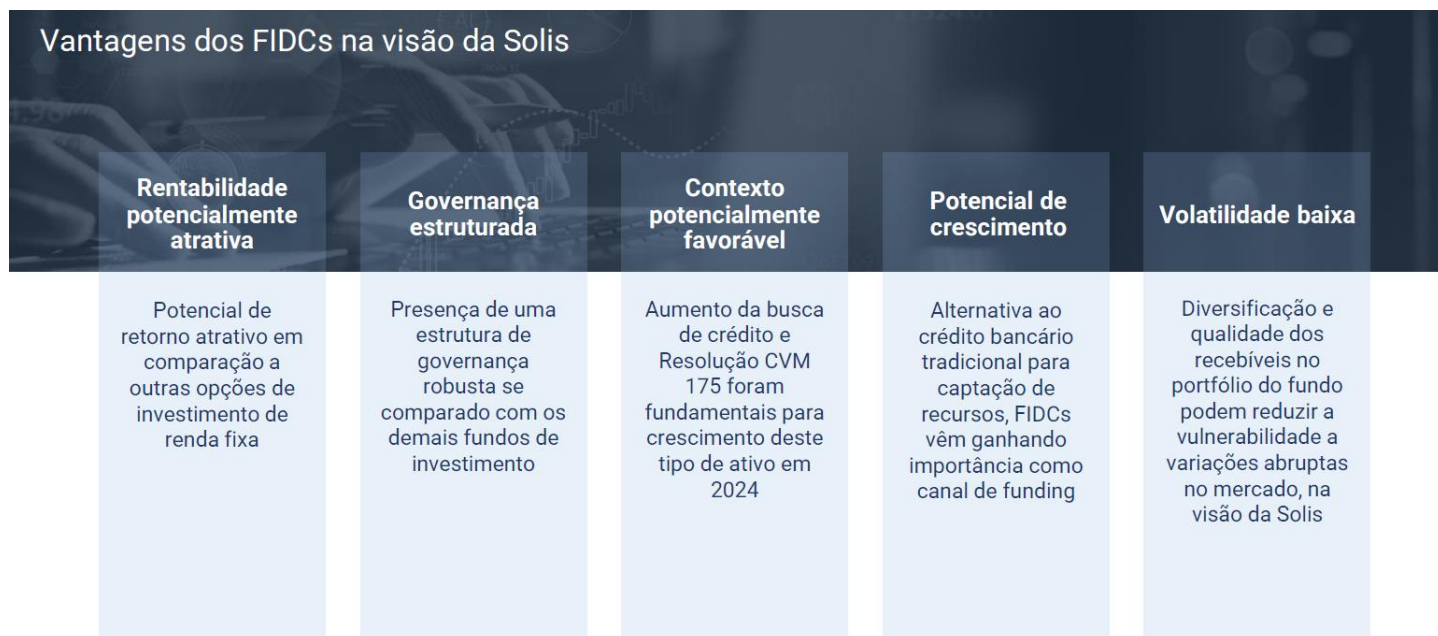 Vantagens dos FIDCs na visão da Solis
Rentabilidade
potencialmente
atrativa
Potencial de
retorno atrativo em
comparação a
outras opções de
investimento de
renda fixa
Governança
estruturada
Presença de uma
estrutura de
governança
robusta se
comparado com os
demais fundos de
investimento
Contexto
potencialmente
favorável
Aumento da busca
de crédito e
Resolução CVM
175 foram
fundamentais para
crescimento deste
tipo de ativo em
2024
Potencial de
crescimento
Alternativa ao
crédito bancário
tradicional para
captação de
recursos, FIDCs
vêm ganhando
importância como
canal de funding
Volatilidade baixa
Diversificação e
qualidade dos
recebíveis no
portfólio do fundo
podem reduzir a
vulnerabilidade a
variações abruptas
no mercado, na
visão da Solis